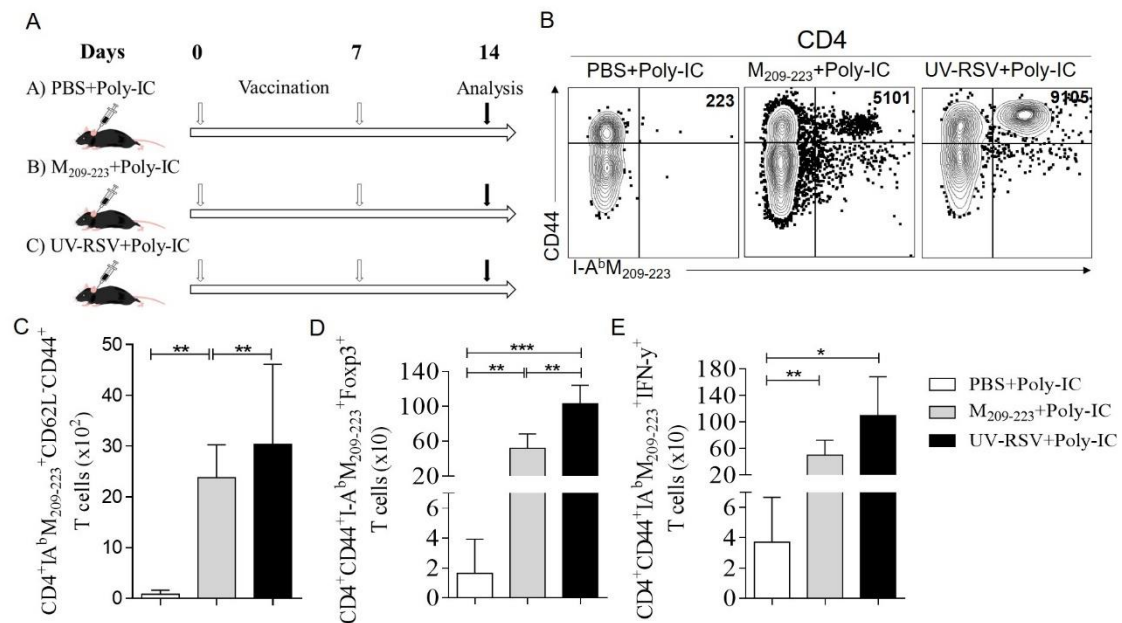 A
Days 0 7 14
A) PBS+Poly-IC
Vaccination Analysis
B) M209-223+Poly-IC
C) UV-RSV+Poly-IC
B
CD4
PBS+Poly-IC M209-223+Poly-IC UV-RSV+Poly-IC
223 5101 9105
CD44
I-AbM209-223
C
CD4+IAbM209-223+CD62L-CD44+
T cells (x10²)
50
40
30
20
10
0
** **
D
CD4+CD44+I-AbM209-223+Foxp3+
T cells (x10)
140
100
60
20
6
4
2
0
***
** **
E
CD4+CD44+IAbM209-223+IFN-y+
T cells (x10)
180
140
100
60
20
6
4
2
0
*
**
PBS+Poly-IC
M209-223+Poly-IC
UV-RSV+Poly-IC